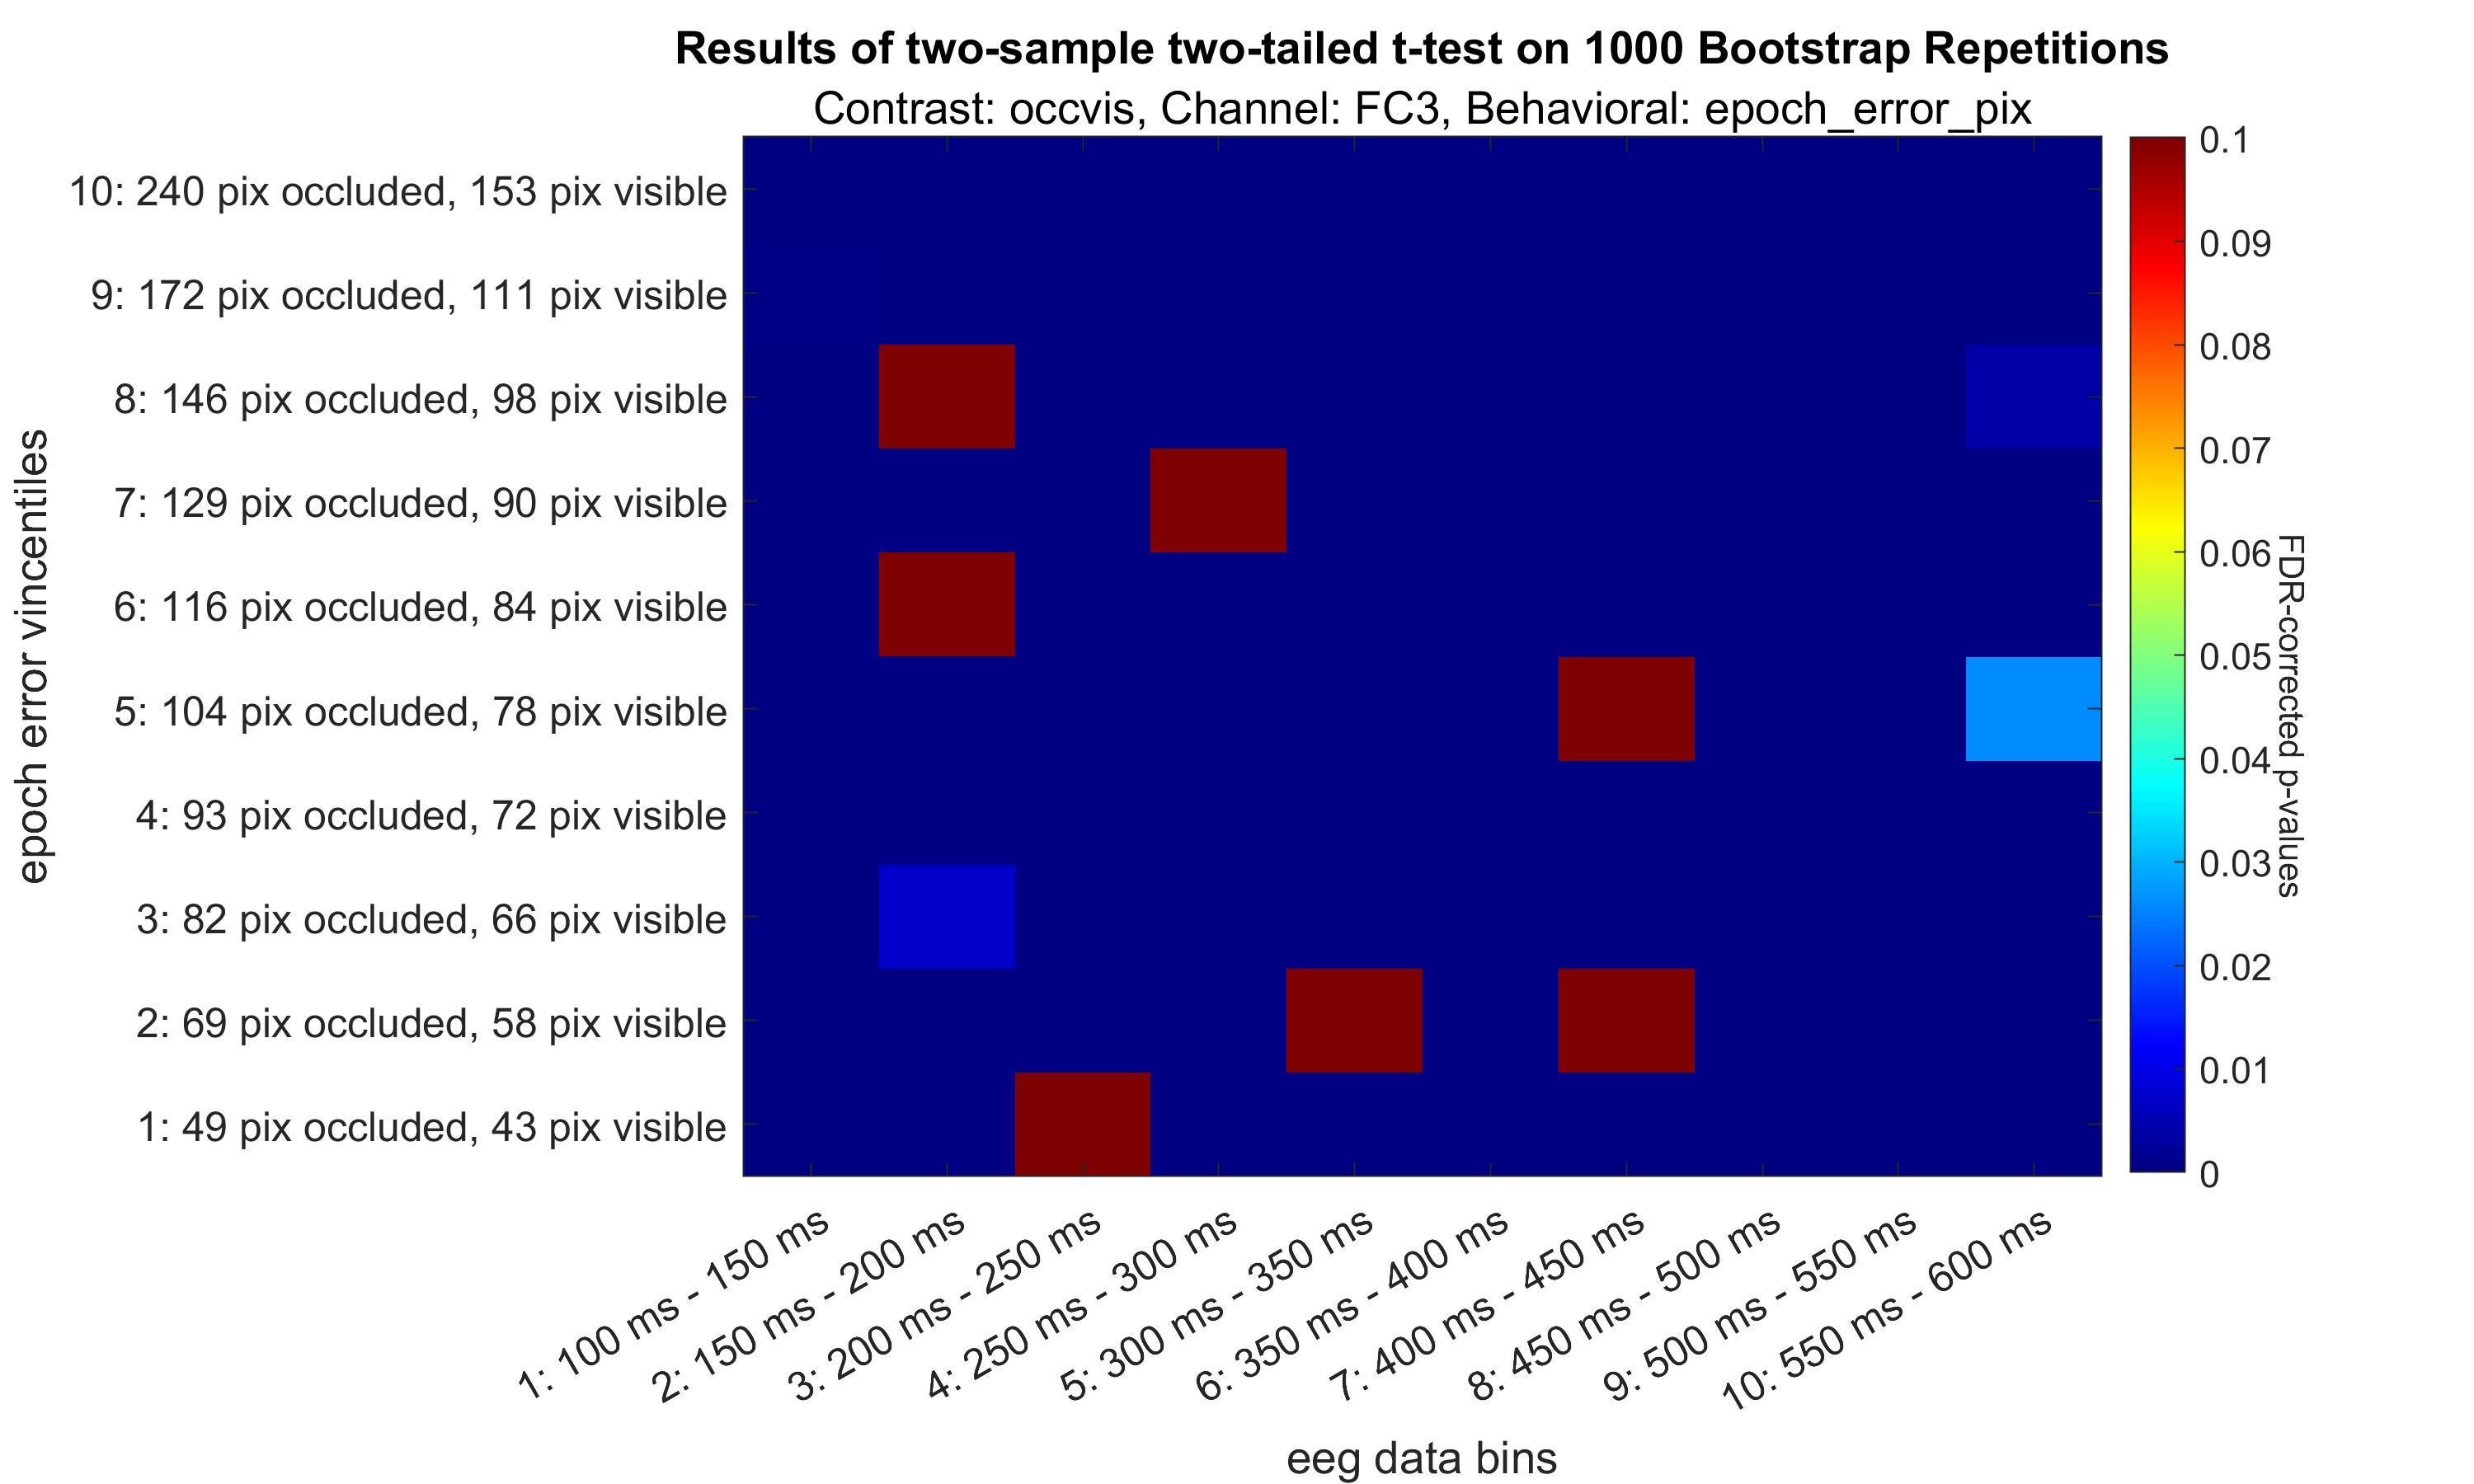 Results of two-sample two-tailed t-test on 1000 Bootstrap Repetitions
Contrast: occvis, Channel: FC3, Behavioral: epoch_error_pix
epoch error vincentiles
10: 240 pix occluded, 153 pix visible
9: 172 pix occluded, 111 pix visible
8: 146 pix occluded, 98 pix visible
7: 129 pix occluded, 90 pix visible
6: 116 pix occluded, 84 pix visible
5: 104 pix occluded, 78 pix visible
4: 93 pix occluded, 72 pix visible
3: 82 pix occluded, 66 pix visible
2: 69 pix occluded, 58 pix visible
1: 49 pix occluded, 43 pix visible
1: 100 ms - 150 ms
2: 150 ms - 200 ms
3: 200 ms - 250 ms
4: 250 ms - 300 ms
5: 300 ms - 350 ms
6: 350 ms - 400 ms
7: 400 ms - 450 ms
8: 450 ms - 500 ms
9: 500 ms - 550 ms
10: 550 ms - 600 ms
eeg data bins
0.1
0.09
0.08
0.07
0.06
0.05
0.04
0.03
0.02
0.01
0
FDR-corrected p-values